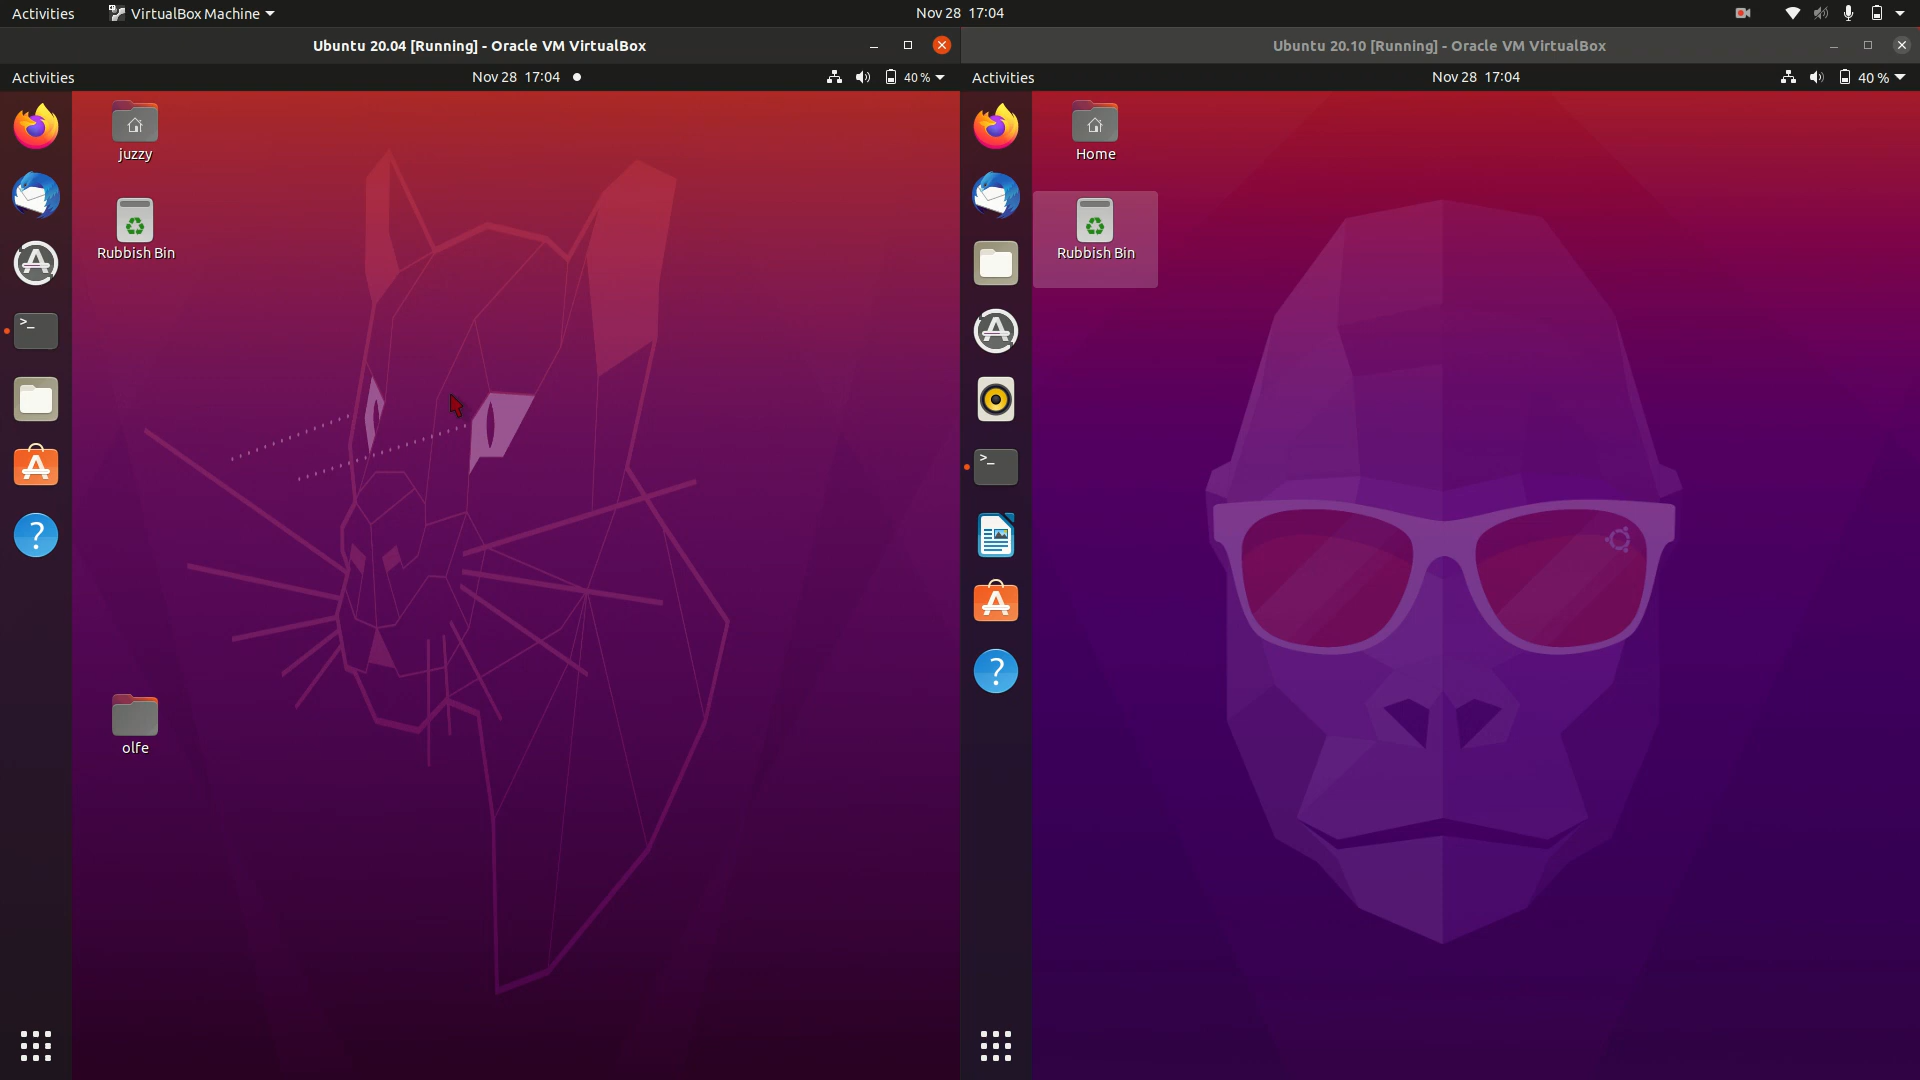 Activities VirtualBox Machine Nov 28 17:04
Ubuntu 20.04 [Running] - Oracle VM VirtualBox
Ubuntu 20.10 [Running] - Oracle VM VirtualBox
Activities Nov 28 17:04 40 %
Activities Nov 28 17:04 40 %
juzzy
Rubbish Bin
olfe
Home
Rubbish Bin